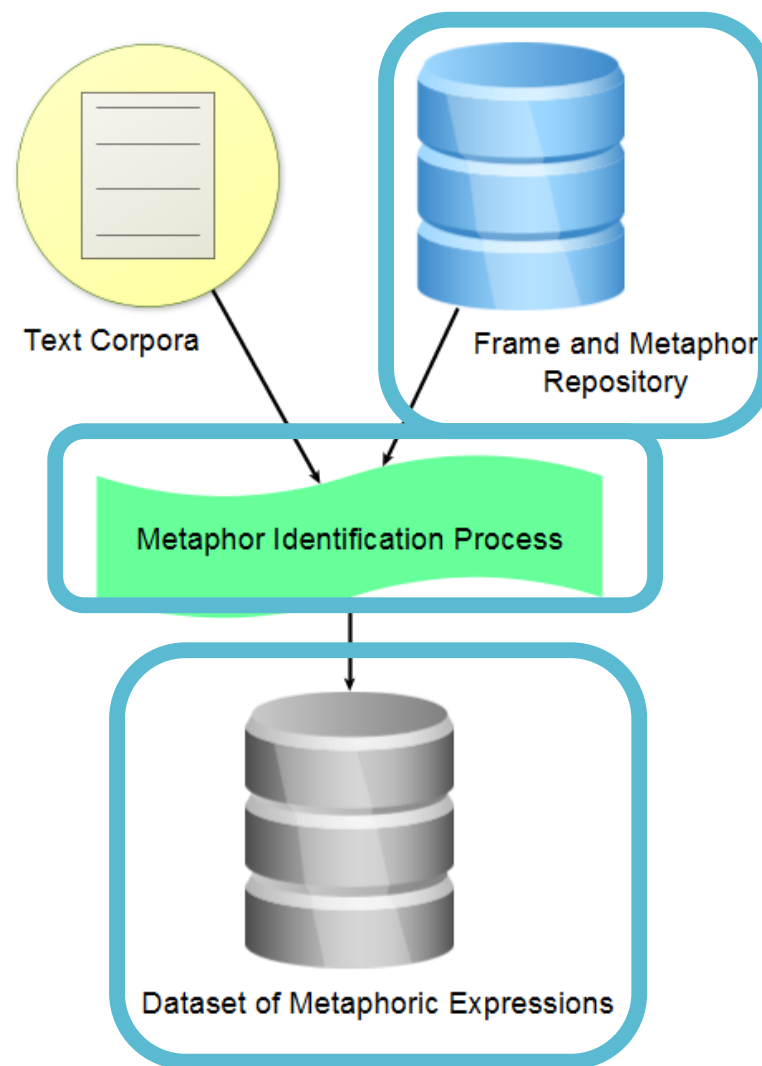 Text Corpora
Frame and Metaphor
Repository
Metaphor Identification Process
Dataset of Metaphoric Expressions